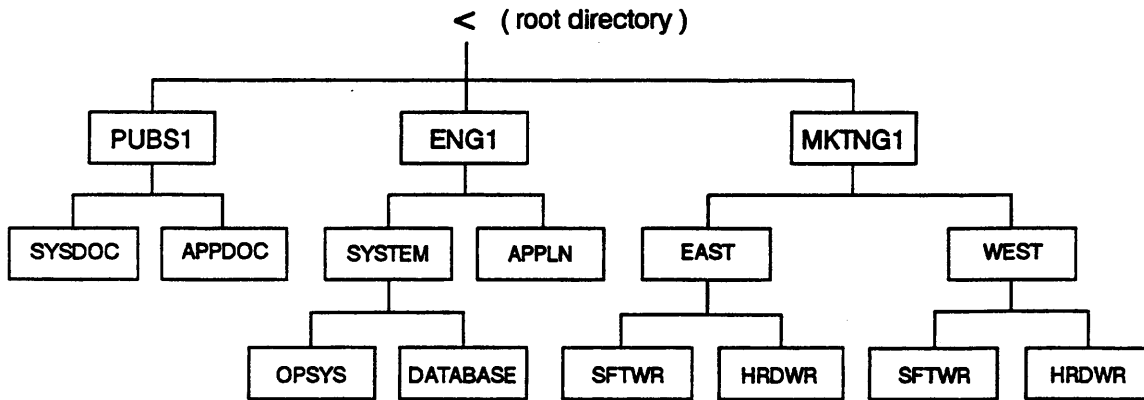 < ( root directory )
PUBS1 ENG1 MKTNG1
SYSDOC APPDOC SYSTEM APPLN EAST WEST
OPSYS DATABASE SFTWR HRDWR SFTWR HRDWR